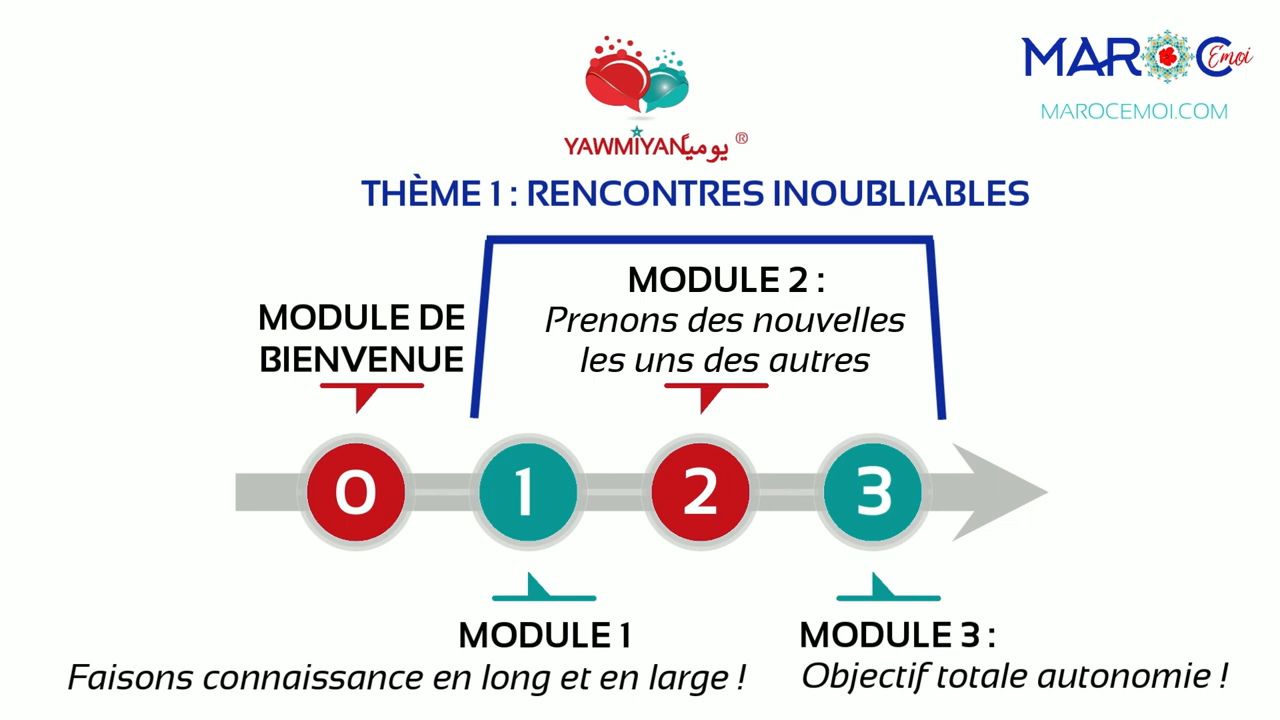 MAROC
Emoi
MAROCEMOI.COM
YAWMIYAN يوميا ®
THÈME 1 : RENCONTRES INOUBLIABLES
MODULE DE
BIENVENUE
MODULE 2 :
Prenons des nouvelles
les uns des autres
0 1 2 3
MODULE 1
Faisons connaissance en long et en large !
MODULE 3 :
Objectif totale autonomie !